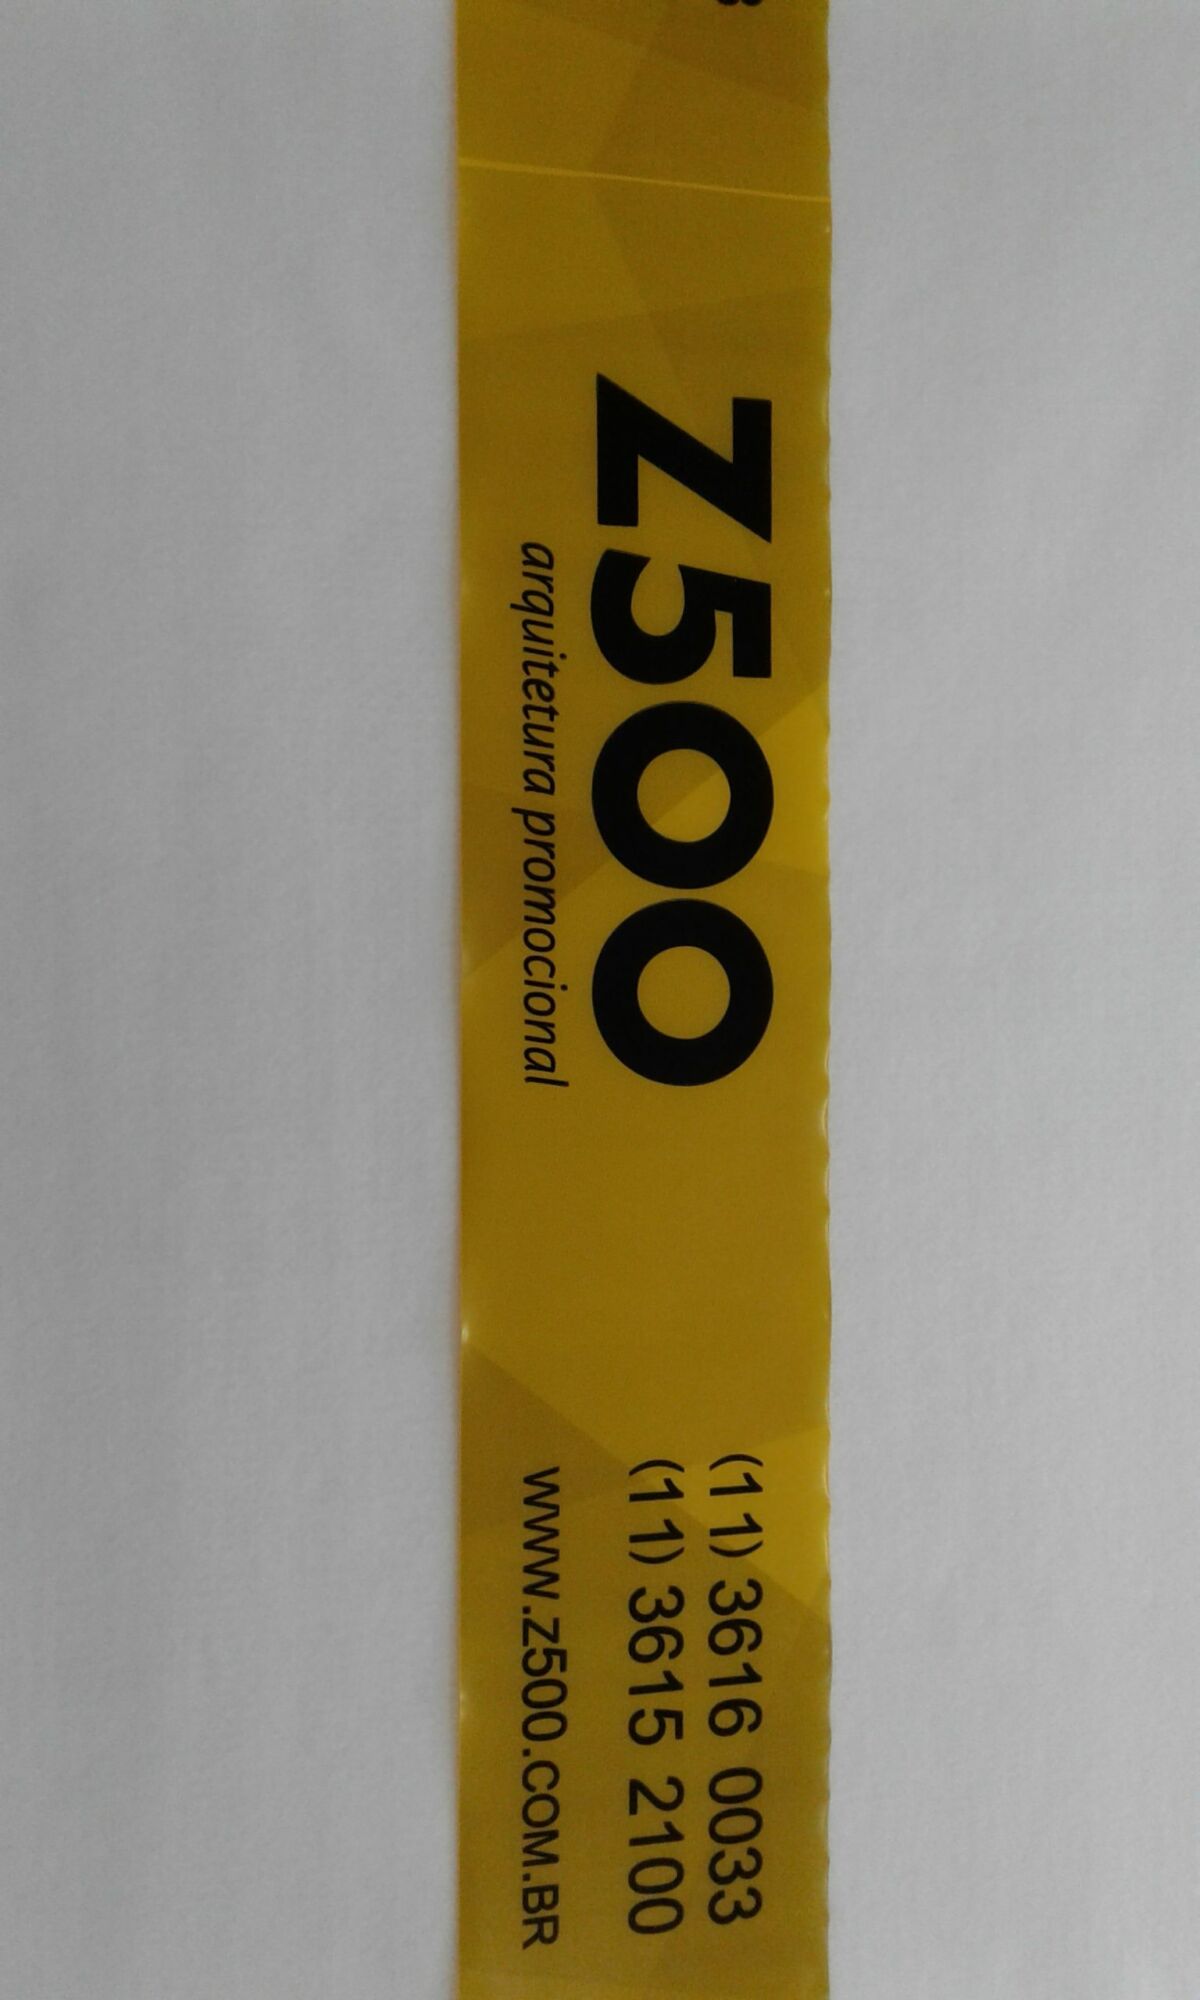 Z500
arquitetura promocional
(11) 3616 0033
(11) 3615 2100
WWW.Z500.COM.BR